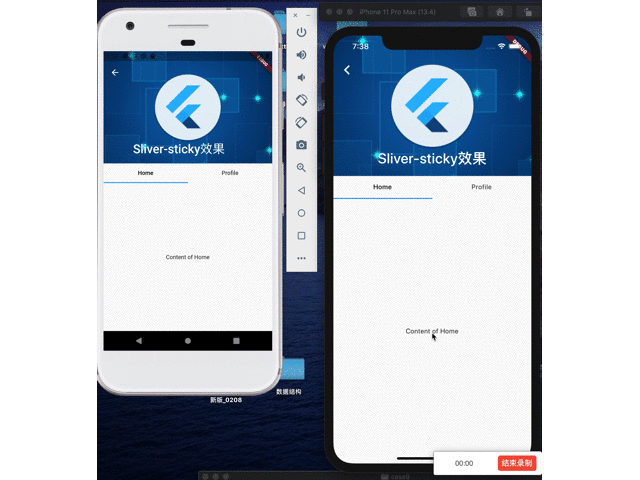 iPhone 11 Pro Max (13.4)
7:38
DEBUG
Sliver-sticky效果
Home
Profile
Content of Home
Sliver-sticky效果
Home
Profile
Content of Home
数据结构
新版_0208
00:00
结束录制